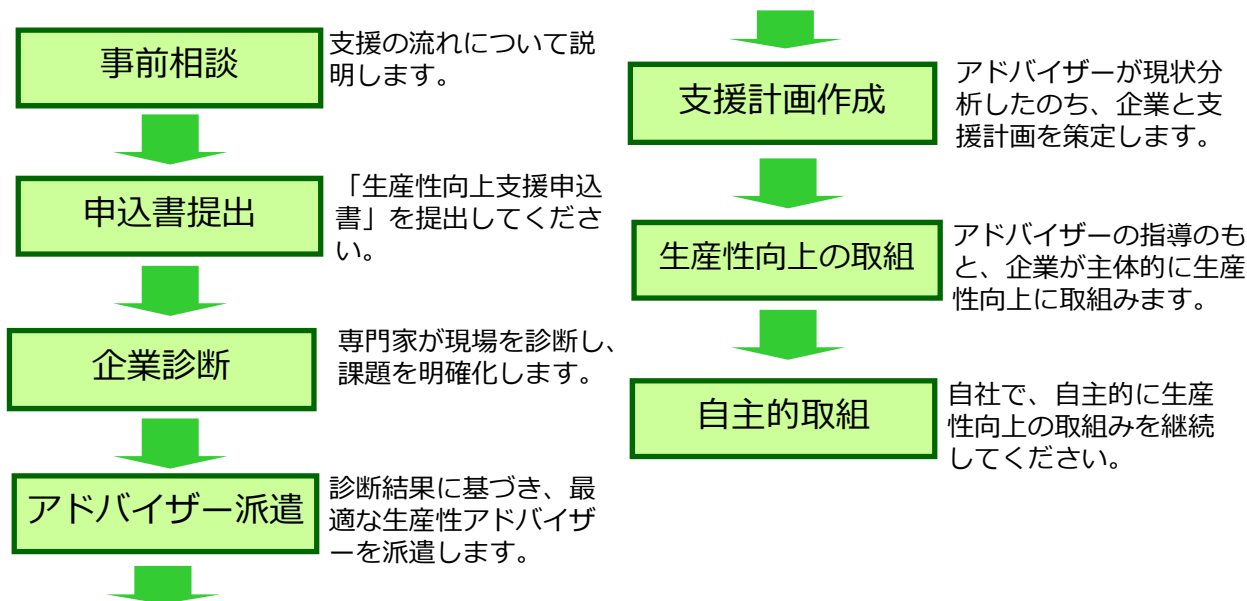 事前相談
支援の流れについて説
明します。
申込書提出
「生産性向上支援申込
書」を提出してくださ
い。
企業診断
専門家が現場を診断し、
課題を明確化します。
アドバイザー派遣
診断結果に基づき、最
適な生産性アドバイザ
ーを派遣します。
支援計画作成
アドバイザーが現状分
析したのち、企業と支
援計画を策定します。
生産性向上の取組
アドバイザーの指導のも
と、企業が主体的に生産
性向上に取組みます。
自主的取組
自社で、自主的に生産
性向上の取組みを継続
してください。